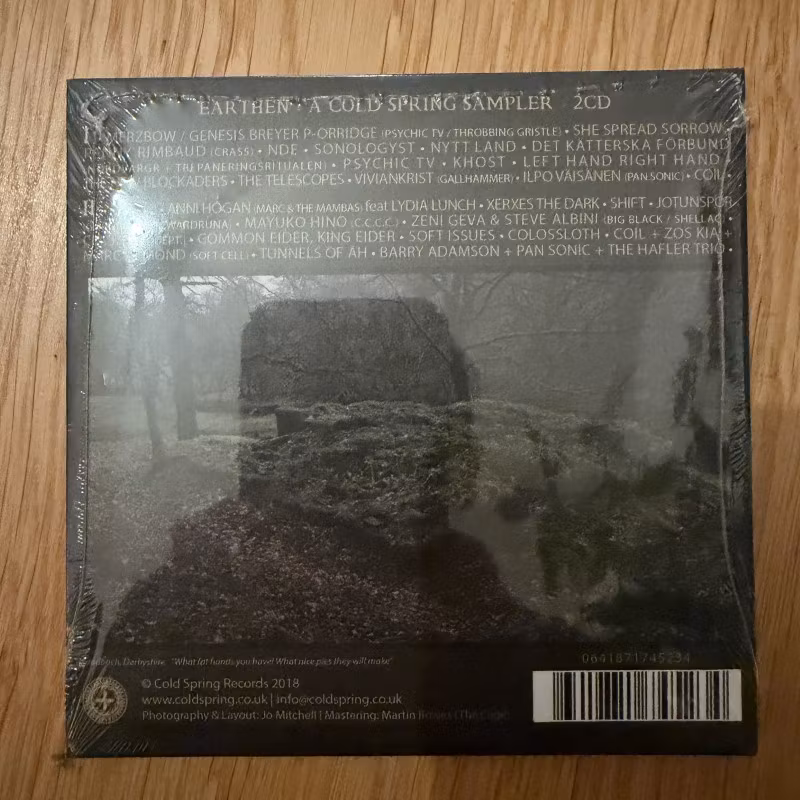 EARTHEN · A COLD SPRING SAMPLER 2CD
MERZBOW / GENESIS BREYER P-ORRIDGE (PSYCHIC TV / THROBBING GRISTLE) • SHE SPREAD SORROW •
RIMBAUD (CRASS) • NDE • SONOLOGYST • NYTT LAND • DET KÄTTERSKA FÖRBUND
+ TREPANERINGSRITUALEN) • PSYCHIC TV • KHOST • LEFT HAND RIGHT HAND
BLOCKADERS • THE TELESCOPES • VIVIANKRIST (GALLHAMMER) • ILPO VÄISÄNEN (PAN SONIC) • COIL •
ANNI HOGAN (MARC & THE MAMBAS) feat LYDIA LUNCH • XERXES THE DARK • SHIFT • JOTUNSPOR
MAYUKO HINO (C.C.C.C.) • ZENI GEVA & STEVE ALBINI (BIG BLACK / SHELLAC) •
• COMMON EIDER, KING EIDER • SOFT ISSUES • COLOSSLOTH • COIL + ZOS KIA +
(SOFT CELL) • TUNNELS OF ĀH • BARRY ADAMSON + PAN SONIC + THE HAFLER TRIO •
Derbyshire. "What fat hands you have! What nice pies they will make"
0641871745234
© Cold Spring Records 2018
www.coldspring.co.uk | info@coldspring.co.uk
Photography & Layout: Jo Mitchell | Mastering: Martin